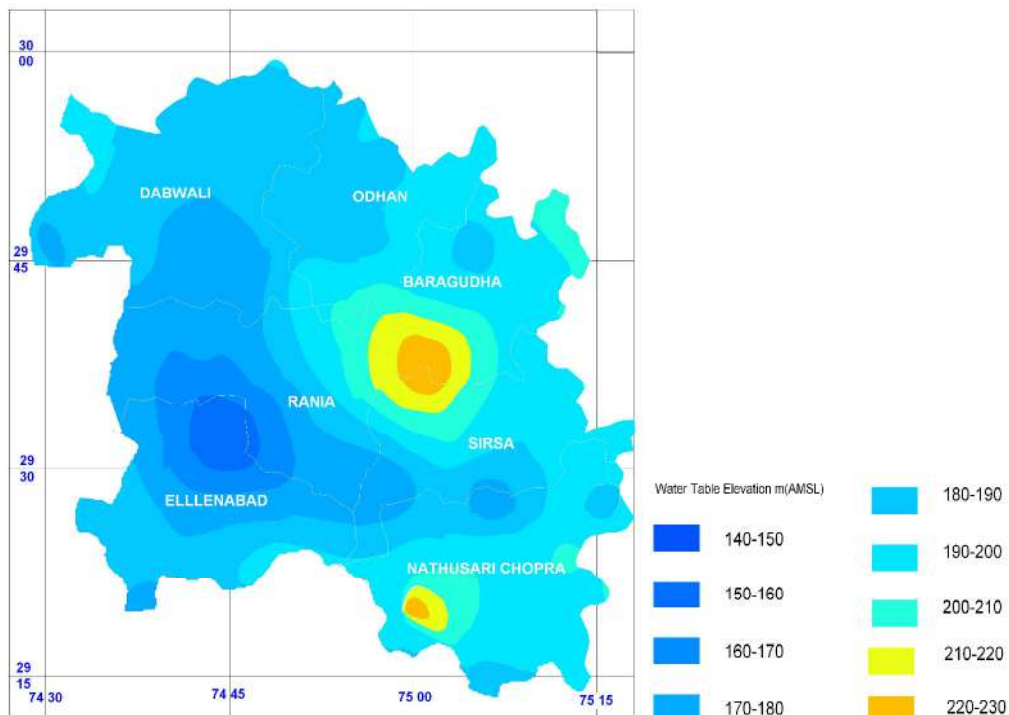 30
00
DABWALI
ODHAN
29
45
BARAGUDHA
RANIA
SIRSA
29
30
ELLLENABAD
NATHUSARI CHOPRA
29
15
74 30
74 45
75 00
75 15
Water Table Elevation m(AMSL)
140-150
150-160
160-170
170-180
180-190
190-200
200-210
210-220
220-230